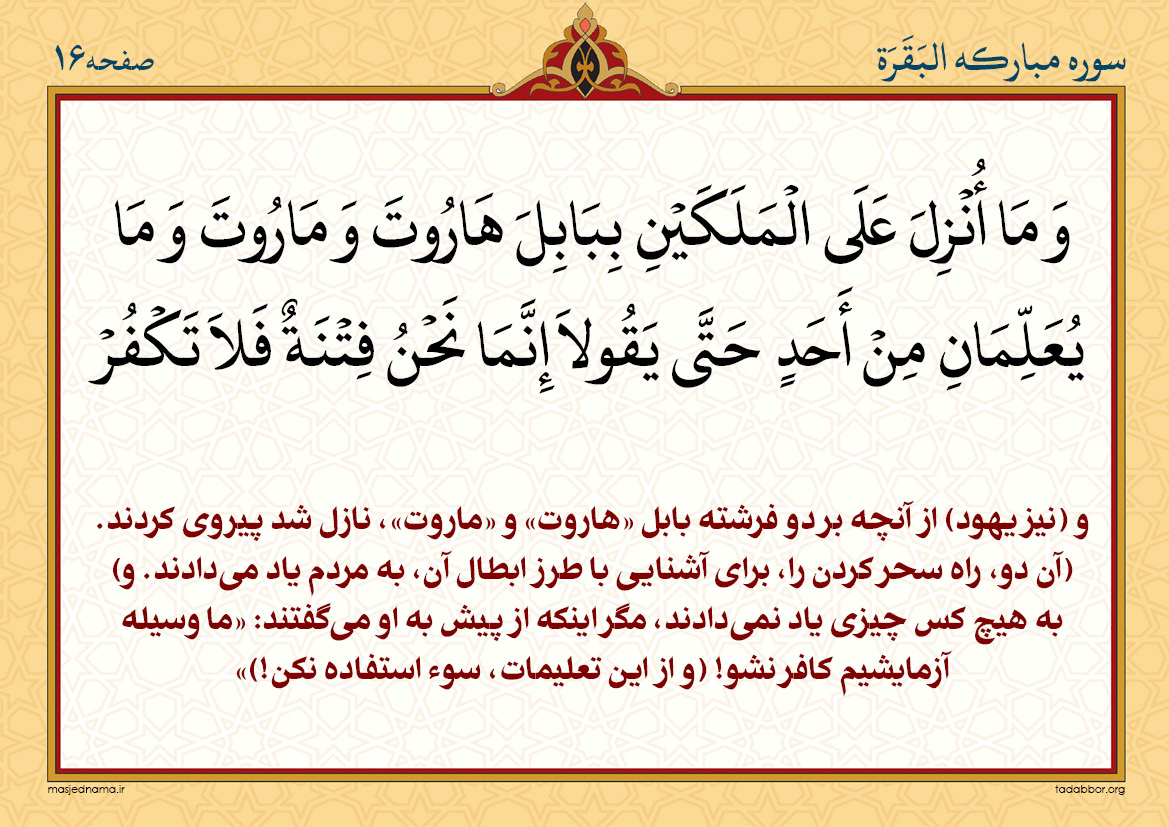 سوره مبارکه البَقَرَة
صفحه۱۶
وَ مَا أُنْزِلَ عَلَى الْمَلَكَيْنِ بِبَابِلَ هَارُوتَ وَ مَارُوتَ وَ مَا
يُعَلِّمَانِ مِنْ أَحَدٍ حَتَّى يَقُولاَ إِنَّمَا نَحْنُ فِتْنَةٌ فَلاَ تَكْفُرْ
و (نیز یهود) از آنچه بر دو فرشته بابل «هاروت» و «ماروت»، نازل شد پیروی کردند.
(آن دو، راه سحر کردن را، برای آشنایی با طرز ابطال آن، به مردم یاد می‌دادند. و)
به هیچ کس چیزی یاد نمی‌دادند، مگر اینکه از پیش به او می‌گفتند: «ما وسیله
آزمایشیم کافر نشو! (و از این تعلیمات، سوء استفاده نکن!)»
masjednama.ir
tadabbor.org